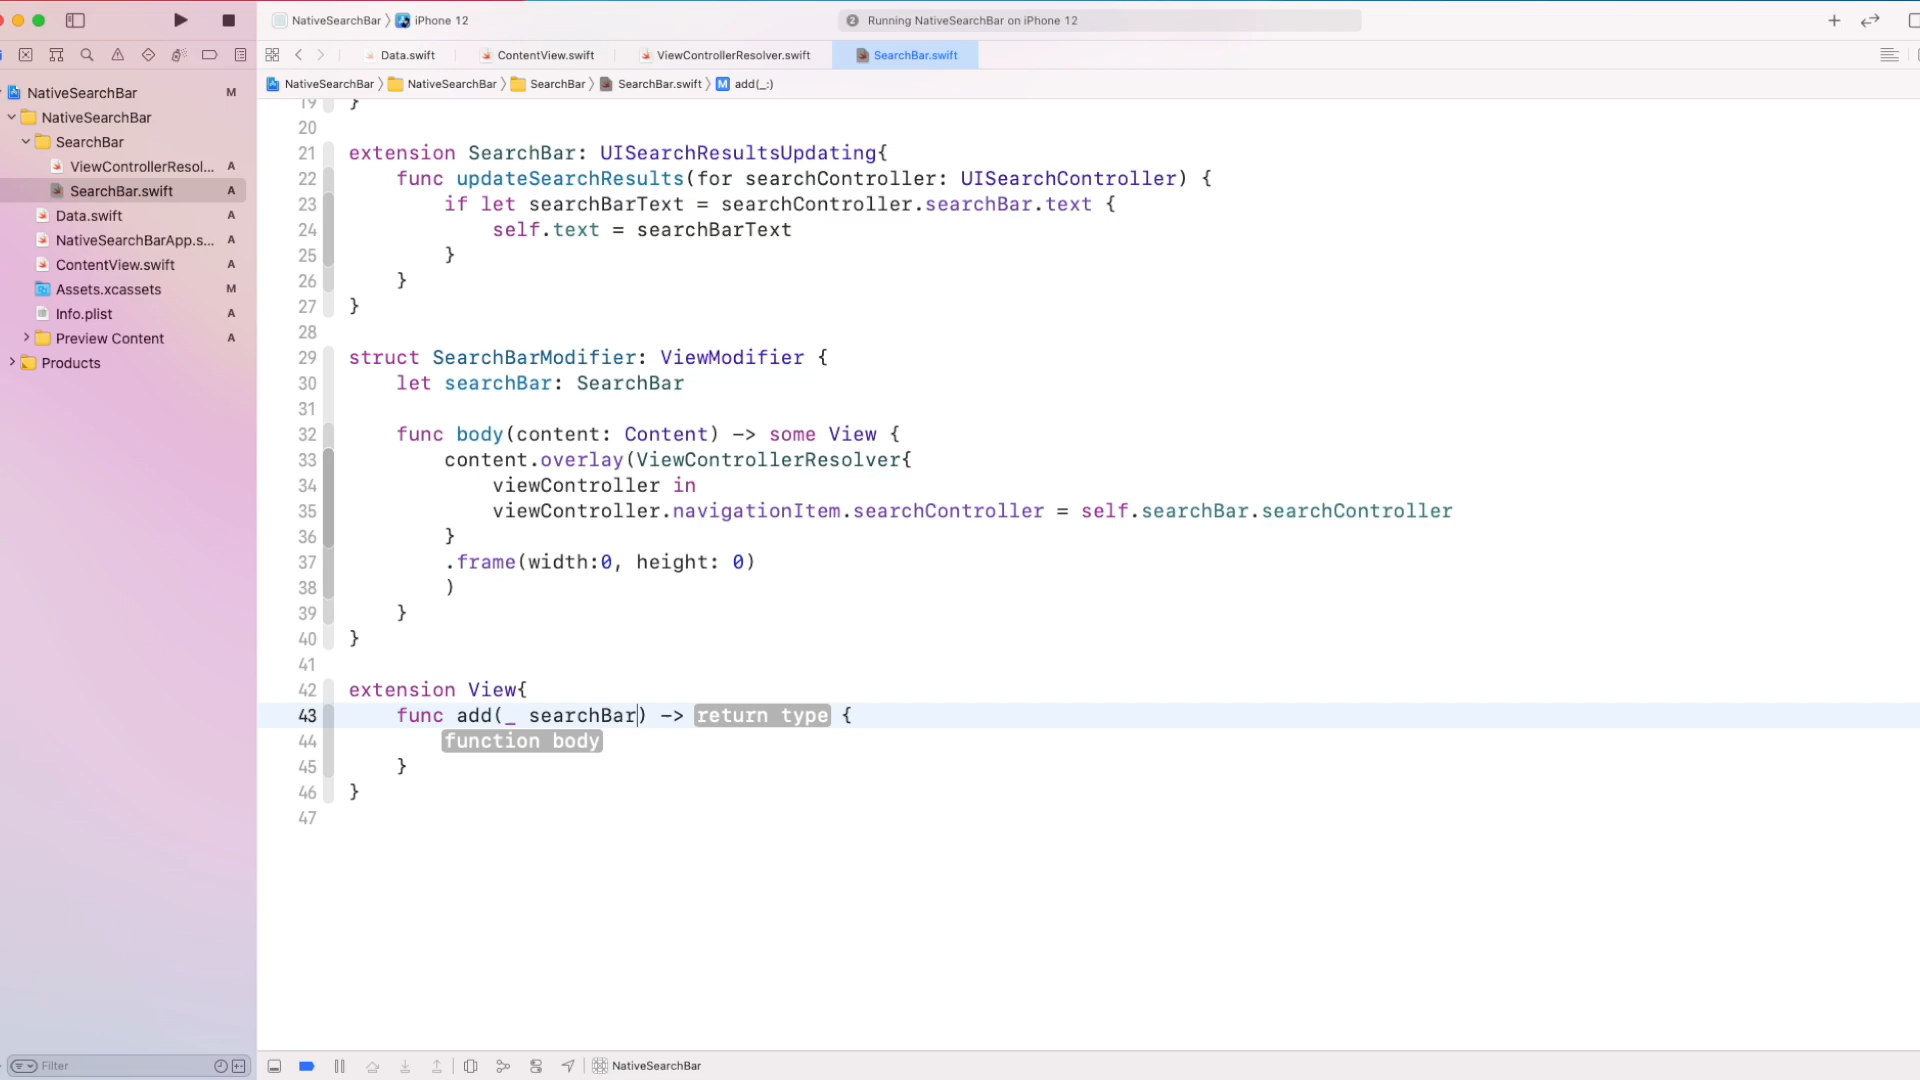 NativeSearchBar
iPhone 12
2 Running NativeSearchBar on iPhone 12
Data.swift
ContentView.swift
ViewControllerResolver.swift
SearchBar.swift
NativeSearchBar
NativeSearchBar
SearchBar
SearchBar.swift
M add(_:)
NativeSearchBar M
NativeSearchBar
SearchBar
ViewControllerResol... A
SearchBar.swift A
Data.swift A
NativeSearchBarApp.s... A
ContentView.swift A
Assets.xcassets M
Info.plist A
Preview Content A
Products
19 }
20
21 extension SearchBar: UISearchResultsUpdating{
22 func updateSearchResults(for searchController: UISearchController) {
23 if let searchBarText = searchController.searchBar.text {
24 self.text = searchBarText
25 }
26 }
27 }
28
29 struct SearchBarModifier: ViewModifier {
30 let searchBar: SearchBar
31
32 func body(content: Content) -> some View {
33 content.overlay(ViewControllerResolver{
34 viewController in
35 viewController.navigationItem.searchController = self.searchBar.searchController
36 }
37 .frame(width:0, height: 0)
38 )
39 }
40 }
41
42 extension View{
43 func add(_ searchBar) -> return type {
44 function body
45 }
46 }
47
Filter
NativeSearchBar